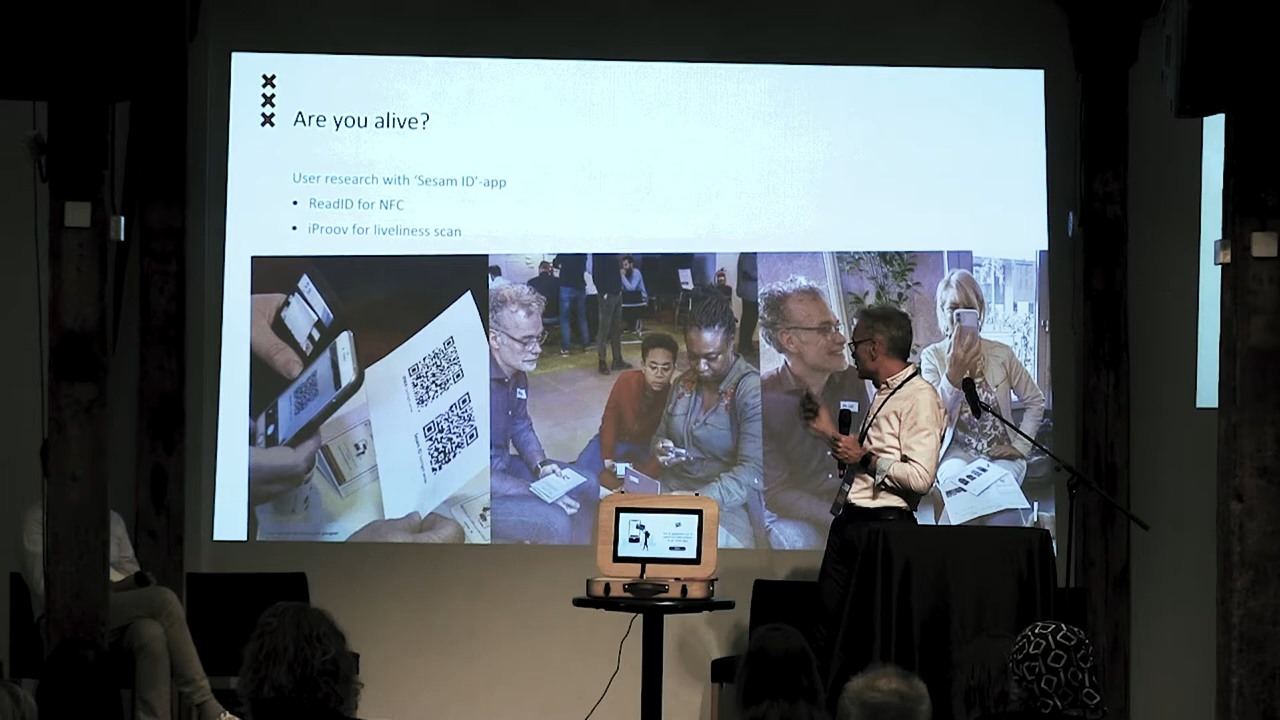 Are you alive?
User research with ‘Sesam ID’-app
• ReadID for NFC
• iProov for liveliness scan